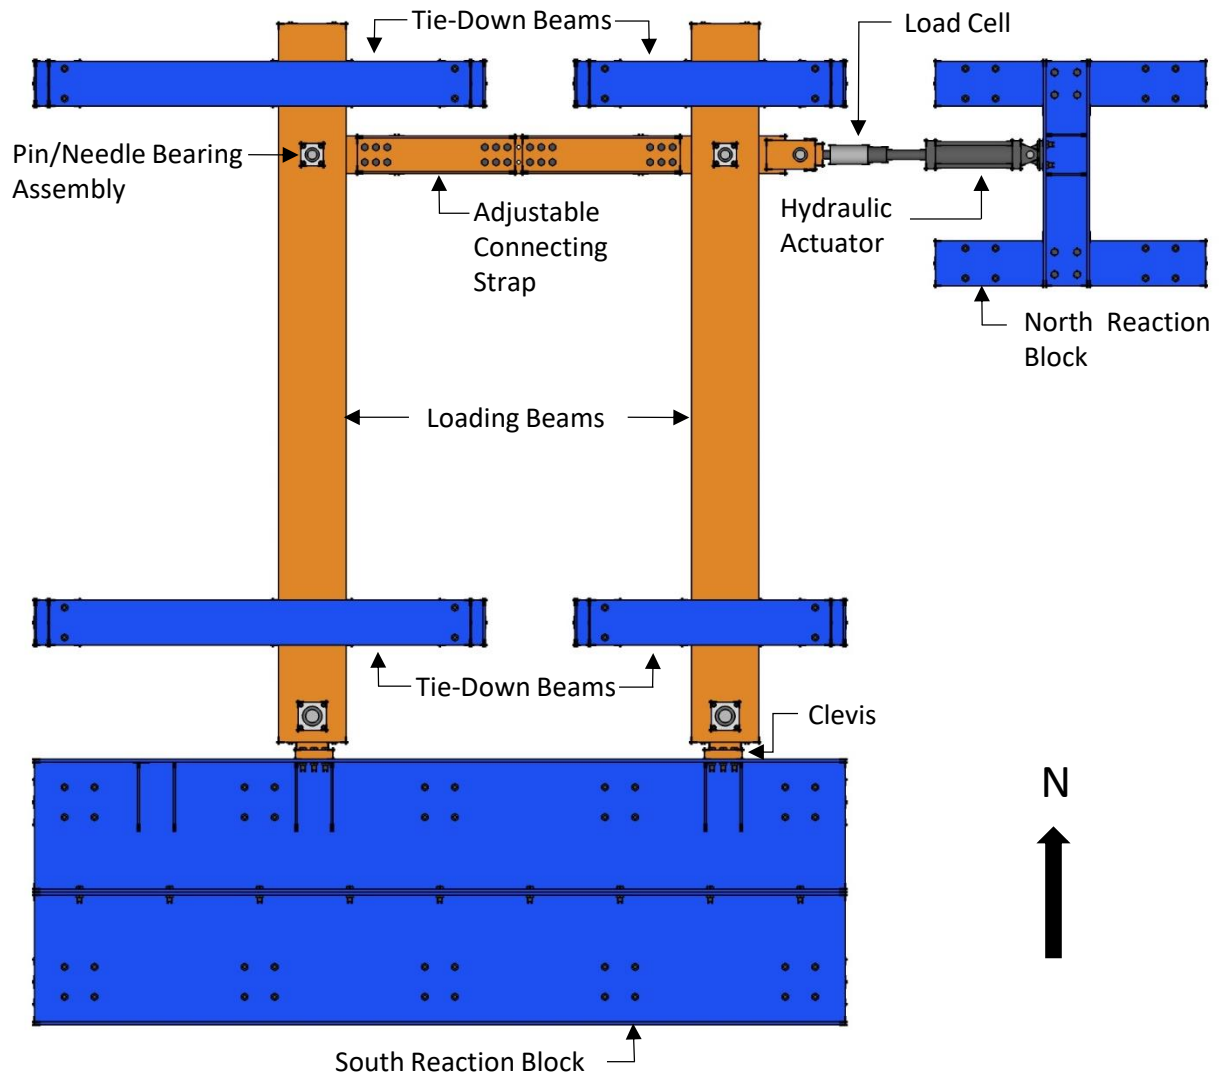 Tie-Down Beams
Load Cell
Pin/Needle Bearing
Assembly
Adjustable
Connecting
Strap
Hydraulic
Actuator
North Reaction
Block
Loading Beams
Tie-Down Beams
Clevis
N
South Reaction Block